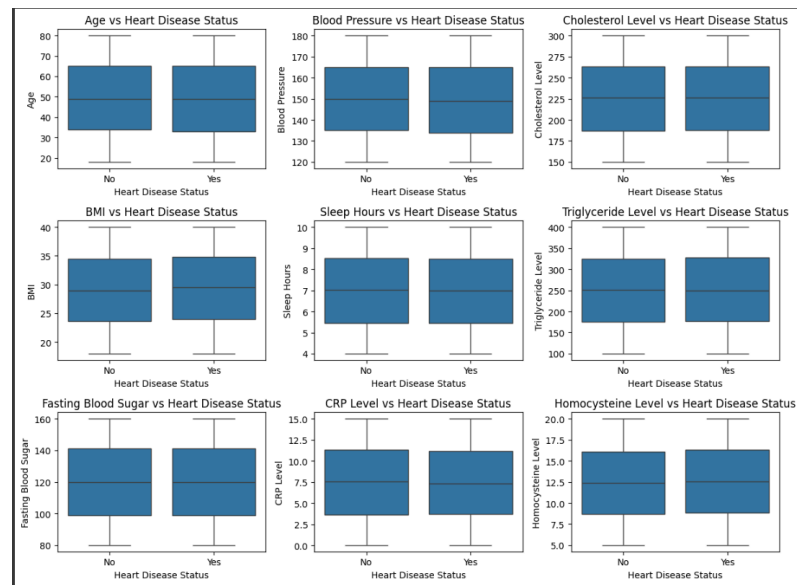 Age vs Heart Disease Status
80
70
60
50
40
30
20
Age
No
Yes
Heart Disease Status
Blood Pressure vs Heart Disease Status
180
170
160
150
140
130
120
Blood Pressure
No
Yes
Heart Disease Status
Cholesterol Level vs Heart Disease Status
300
275
250
225
200
175
150
Cholesterol Level
No
Yes
Heart Disease Status
BMI vs Heart Disease Status
40
35
30
25
20
BMI
No
Yes
Heart Disease Status
Sleep Hours vs Heart Disease Status
10
9
8
7
6
5
4
Sleep Hours
No
Yes
Heart Disease Status
Triglyceride Level vs Heart Disease Status
400
350
300
250
200
150
100
Triglyceride Level
No
Yes
Heart Disease Status
Fasting Blood Sugar vs Heart Disease Status
160
140
120
100
80
Fasting Blood Sugar
No
Yes
Heart Disease Status
CRP Level vs Heart Disease Status
15.0
12.5
10.0
7.5
5.0
2.5
0.0
CRP Level
No
Yes
Heart Disease Status
Homocysteine Level vs Heart Disease Status
20.0
17.5
15.0
12.5
10.0
7.5
5.0
Homocysteine Level
No
Yes
Heart Disease Status